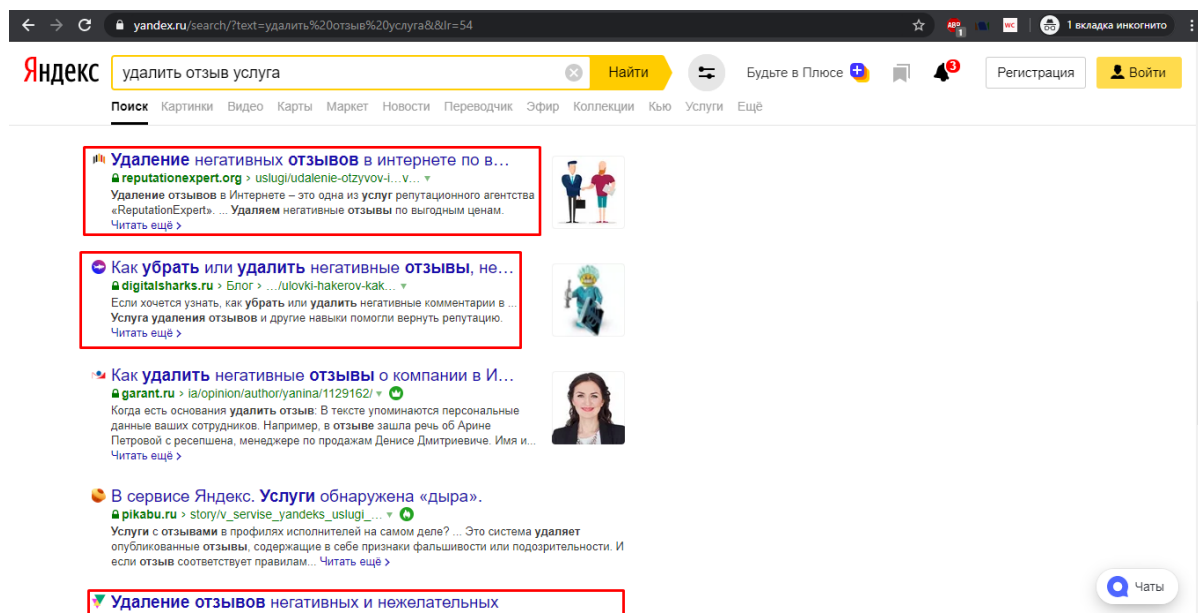 yandex.ru/search/?text=удалить%20отзыв%20услуга&&lr=54
ABP 1
WC
1 вкладка инкогнито
Яндекс
удалить отзыв услуга
Найти
Будьте в Плюсе
3
Регистрация
Войти
Поиск Картинки Видео Карты Маркет Новости Переводчик Эфир Коллекции Кью Услуги Ещё
Удаление негативных отзывов в интернете по в...
reputationexpert.org › uslugi/udalenie-otzyvov-i...v...
Удаление отзывов в Интернете – это одна из услуг репутационного агентства
«ReputationExpert». ... Удаляем негативные отзывы по выгодным ценам.
Читать ещё ›
Как убрать или удалить негативные отзывы, не...
digitalsharks.ru › Блог › .../ulovki-hakerov-kak...
Если хочется узнать, как убрать или удалить негативные комментарии в ...
Услуга удаления отзывов и другие навыки помогли вернуть репутацию.
Читать ещё ›
Как удалить негативные отзывы о компании в И...
garant.ru › ia/opinion/author/yanina/1129162/
Когда есть основания удалить отзыв: В тексте упоминаются персональные
данные ваших сотрудников. Например, в отзыве зашла речь об Арине
Петровой с ресепшена, менеджере по продажам Денисе Дмитриевиче. Имя и...
Читать ещё ›
В сервисе Яндекс. Услуги обнаружена «дыра».
pikabu.ru › story/v_servise_yandeks_uslugi_...
Услуги с отзывами в профилях исполнителей на самом деле? ... Это система удаляет
опубликованные отзывы, содержащие в себе признаки фальшивости или подозрительности. И
если отзыв соответствует правилам... Читать ещё ›
Удаление отзывов негативных и нежелательных
Чаты